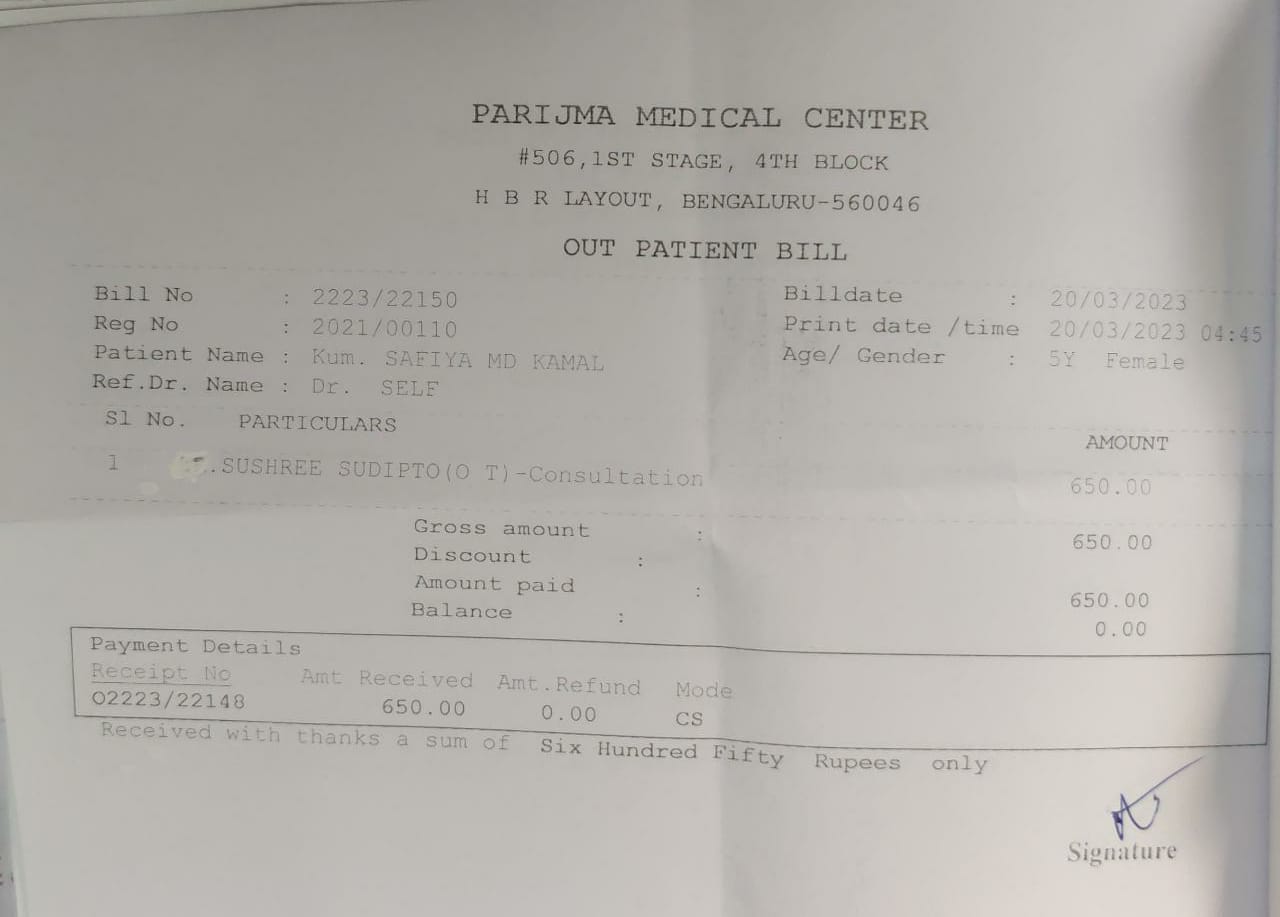 PARIJMA MEDICAL CENTER
#506,1ST STAGE, 4TH BLOCK
H B R LAYOUT, BENGALURU-560046
OUT PATIENT BILL
Bill No : 2223/22150 Billdate : 20/03/2023
Reg No : 2021/00110 Print date /time 20/03/2023 04:45
Patient Name : Kum. SAFIYA MD KAMAL Age/ Gender : 5Y Female
Ref.Dr. Name : Dr. SELF
Sl No. PARTICULARS AMOUNT
1 .SUSHREE SUDIPTO(O T)-Consultation 650.00
Gross amount : 650.00
Discount :
Amount paid : 650.00
Balance : 0.00
Payment Details
Receipt No Amt Received Amt.Refund Mode
O2223/22148 650.00 0.00 CS
Received with thanks a sum of Six Hundred Fifty Rupees only
Signature